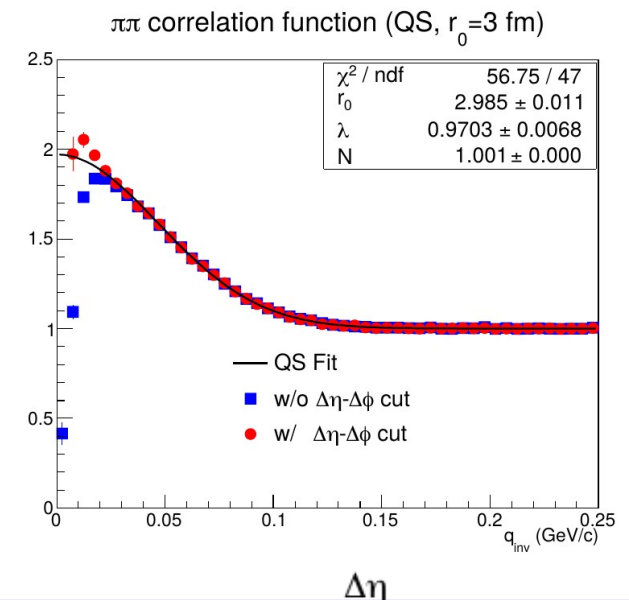 ππ correlation function (QS, r₀=3 fm)
χ² / ndf 56.75 / 47
r₀ 2.985 ± 0.011
λ 0.9703 ± 0.0068
N 1.001 ± 0.000
2.5
2
1.5
1
0.5
0
QS Fit
w/o Δη-Δϕ cut
w/ Δη-Δϕ cut
0 0.05 0.1 0.15 0.2 0.25
q_inv (GeV/c)
Δη